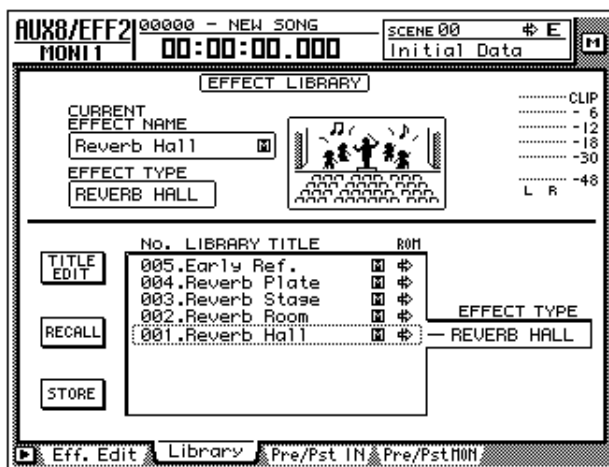 AUX8/EFF2
MONI1
00000 - NEW SONG
00:00:00.000
SCENE 00 E
Initial Data
M
EFFECT LIBRARY
CURRENT
EFFECT NAME
Reverb Hall M
EFFECT TYPE
REVERB HALL
CLIP
- 6
-12
-18
-30
-48
L R
No. LIBRARY TITLE ROM
005.Early Ref. M
004.Reverb Plate M
003.Reverb Stage M
002.Reverb Room M
001.Reverb Hall M
TITLE
EDIT
RECALL
STORE
EFFECT TYPE
REVERB HALL
Eff. Edit Library Pre/Pst IN Pre/PstMON